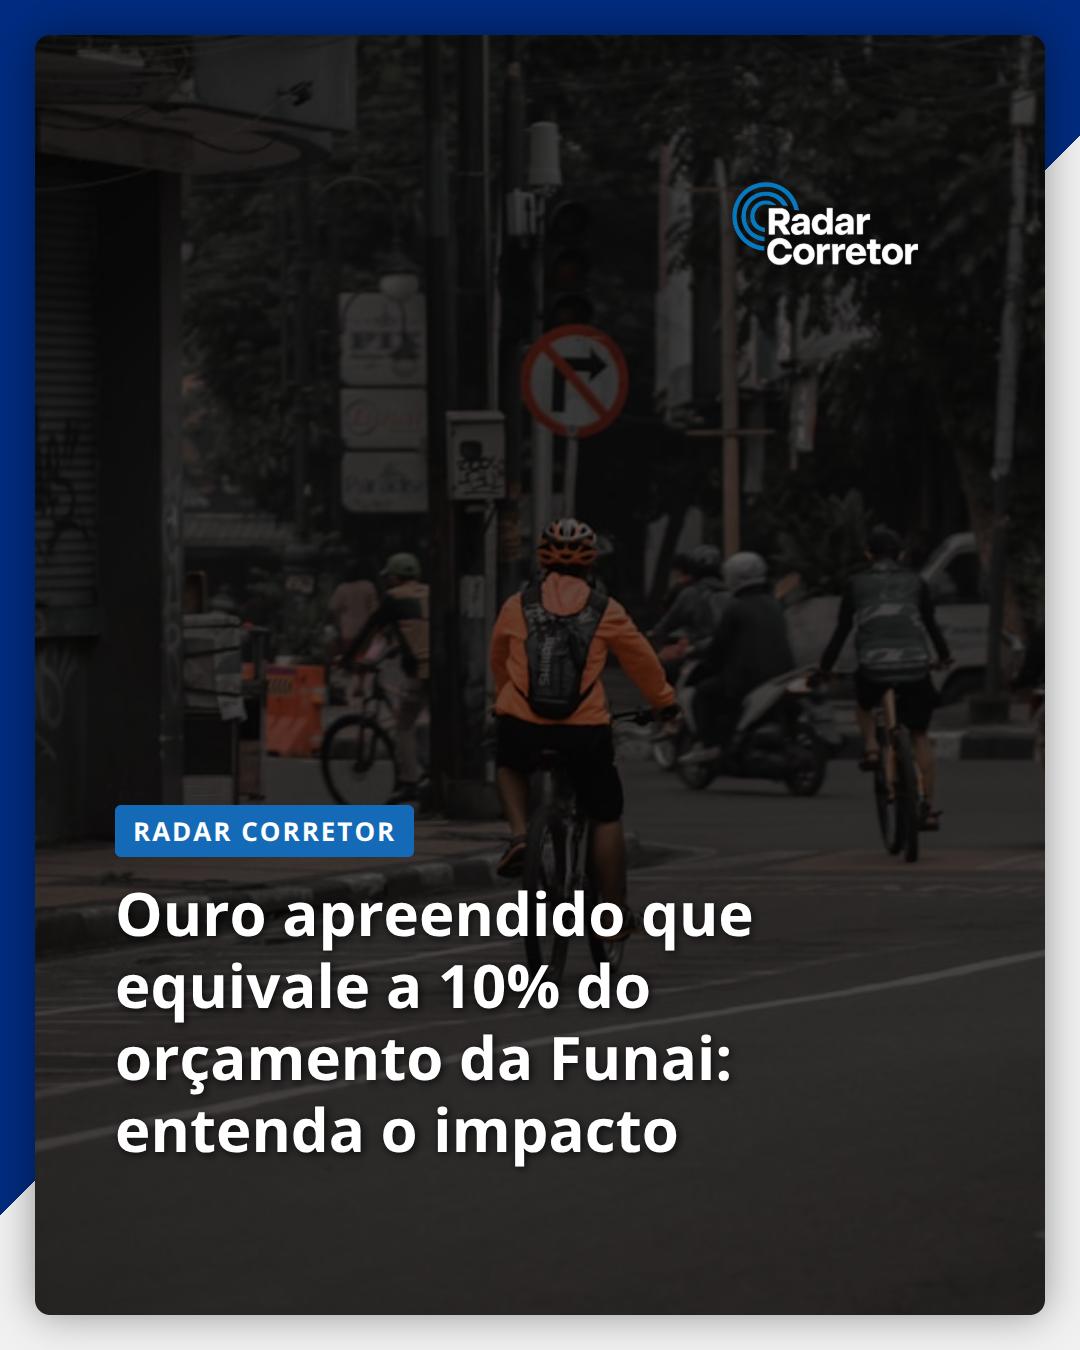 Radar
Corretor
RADAR CORRETOR
Ouro apreendido que
equivale a 10% do
orçamento da Funai:
entenda o impacto